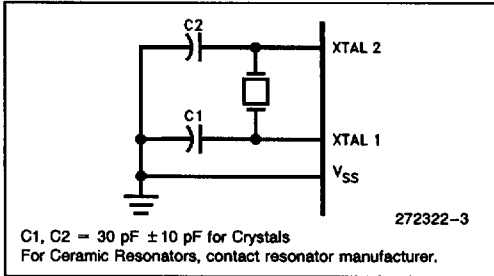 C2
XTAL 2
C1
XTAL 1
VSS
272322-3
C1, C2 = 30 pF ±10 pF for Crystals
For Ceramic Resonators, contact resonator manufacturer.